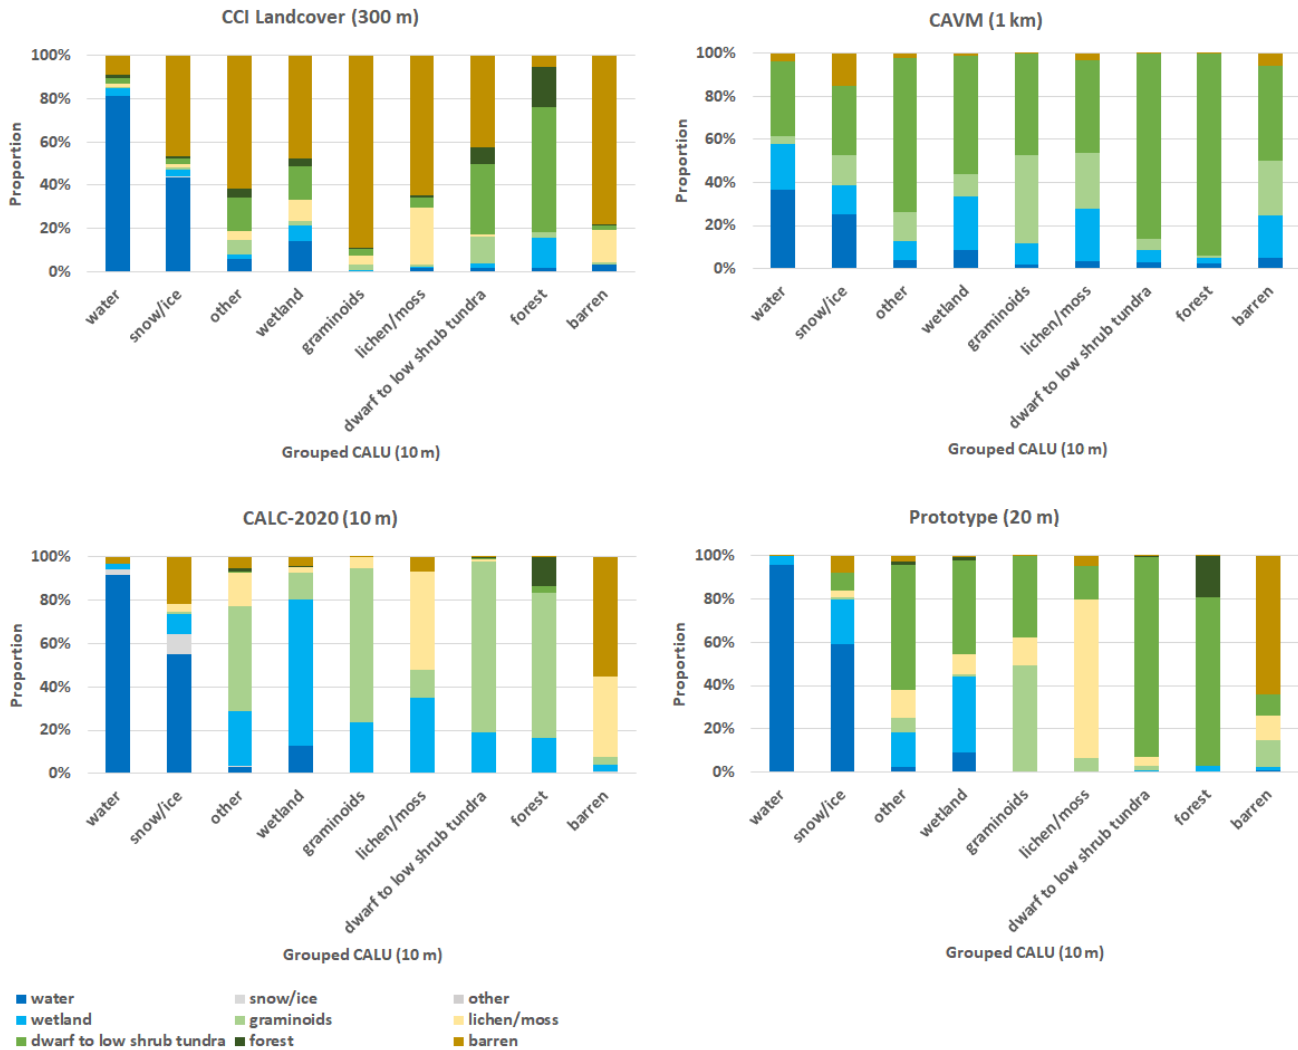 CCI Landcover (300 m)
100%
80%
60%
40%
20%
0%
Proportion
water
snow/ice
other
wetland
graminoids
lichen/moss
dwarf to low shrub tundra
forest
barren
Grouped CALU (10 m)
CAVM (1 km)
100%
80%
60%
40%
20%
0%
Proportion
water
snow/ice
other
wetland
graminoids
lichen/moss
dwarf to low shrub tundra
forest
barren
Grouped CALU (10 m)
CALC-2020 (10 m)
100%
80%
60%
40%
20%
0%
Proportion
water
snow/ice
other
wetland
graminoids
lichen/moss
dwarf to low shrub tundra
forest
barren
Grouped CALU (10 m)
Prototype (20 m)
100%
80%
60%
40%
20%
0%
Proportion
water
snow/ice
other
wetland
graminoids
lichen/moss
dwarf to low shrub tundra
forest
barren
Grouped CALU (10 m)
water snow/ice other
wetland graminoids lichen/moss
dwarf to low shrub tundra forest barren